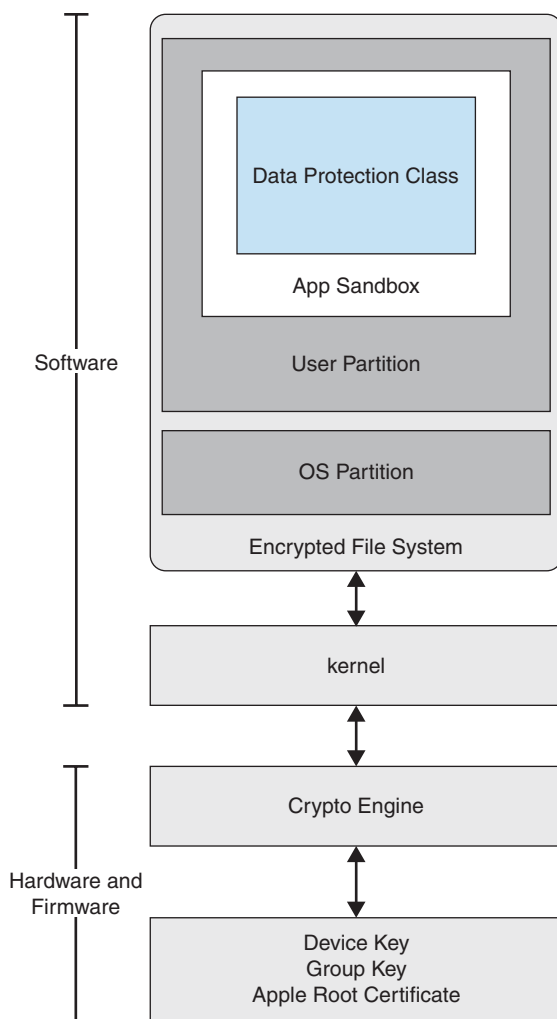 Data Protection Class
App Sandbox
User Partition
Software
OS Partition
Encrypted File System
kernel
Crypto Engine
Hardware and
Firmware
Device Key
Group Key
Apple Root Certificate